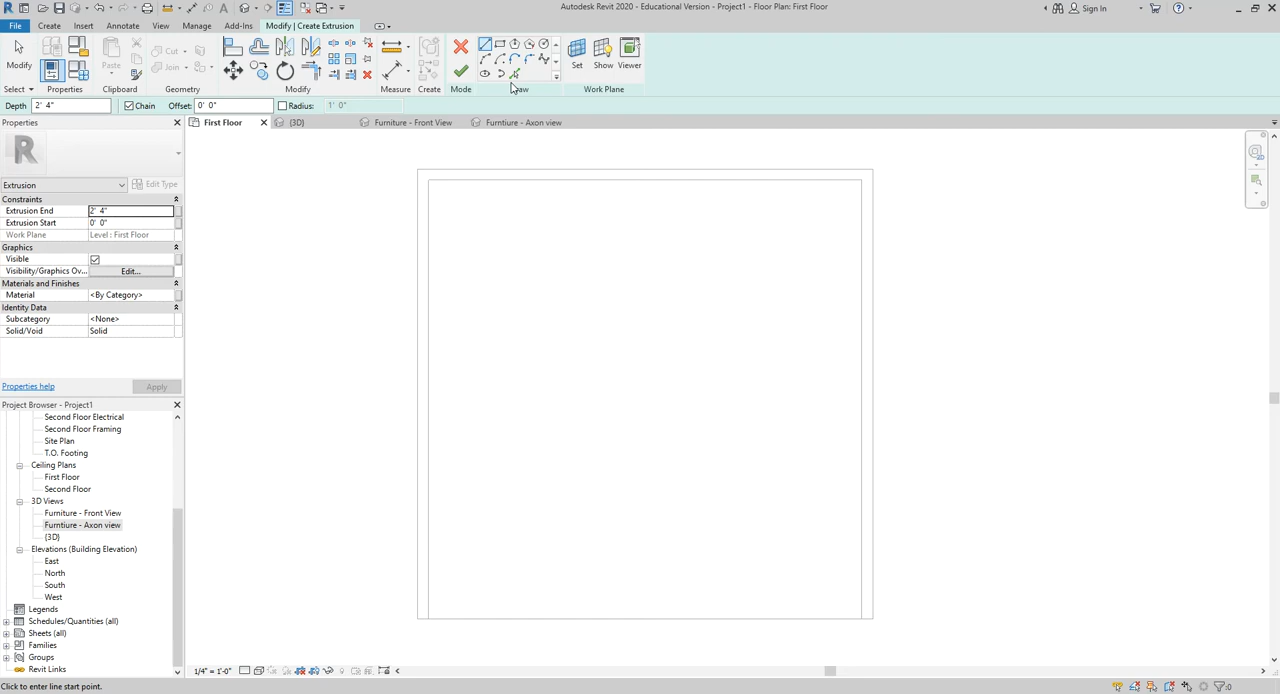 Autodesk Revit 2020 - Educational Version - Project1 - Floor Plan: First Floor
Sign In
File Create Insert Annotate View Manage Add-Ins Modify | Create Extrusion
Modify Paste Cut Join Set Show Viewer
Select Properties Clipboard Geometry Modify Measure Create Mode Work Plane
Depth 2' 4" Chain Offset: 0' 0" Radius: 1' 0"
Properties
First Floor {3D} Furniture - Front View Furntiure - Axon view
R
Extrusion Edit Type
Constraints
Extrusion End 2' 4"
Extrusion Start 0' 0"
Work Plane Level : First Floor
Graphics
Visible
Visibility/Graphics Ov... Edit...
Materials and Finishes
Material <By Category>
Identity Data
Subcategory <None>
Solid/Void Solid
Properties help Apply
Project Browser - Project1
Second Floor Electrical
Second Floor Framing
Site Plan
T.O. Footing
Ceiling Plans
First Floor
Second Floor
3D Views
Furniture - Front View
Furntiure - Axon view
{3D}
Elevations (Building Elevation)
East
North
South
West
Legends
Schedules/Quantities (all)
Sheets (all)
Families
Groups
Revit Links
1/4" = 1'-0"
Click to enter line start point.
:0